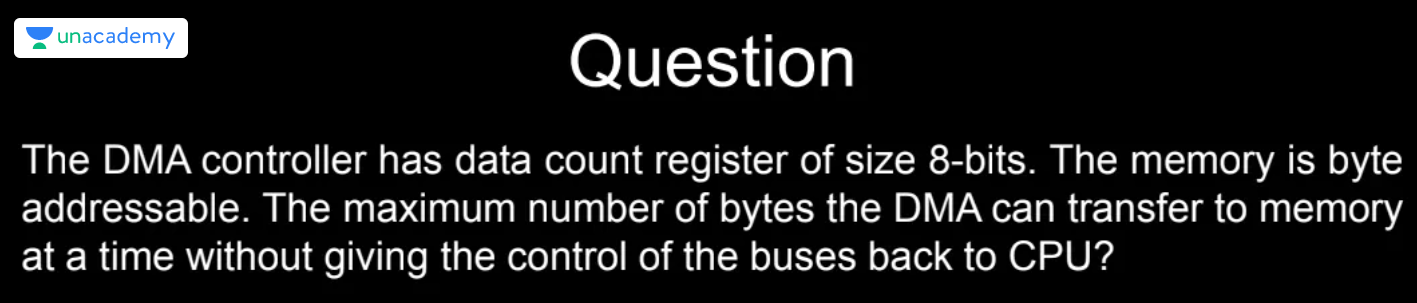 unacademy
Question
The DMA controller has data count register of size 8-bits. The memory is byte
addressable. The maximum number of bytes the DMA can transfer to memory
at a time without giving the control of the buses back to CPU?